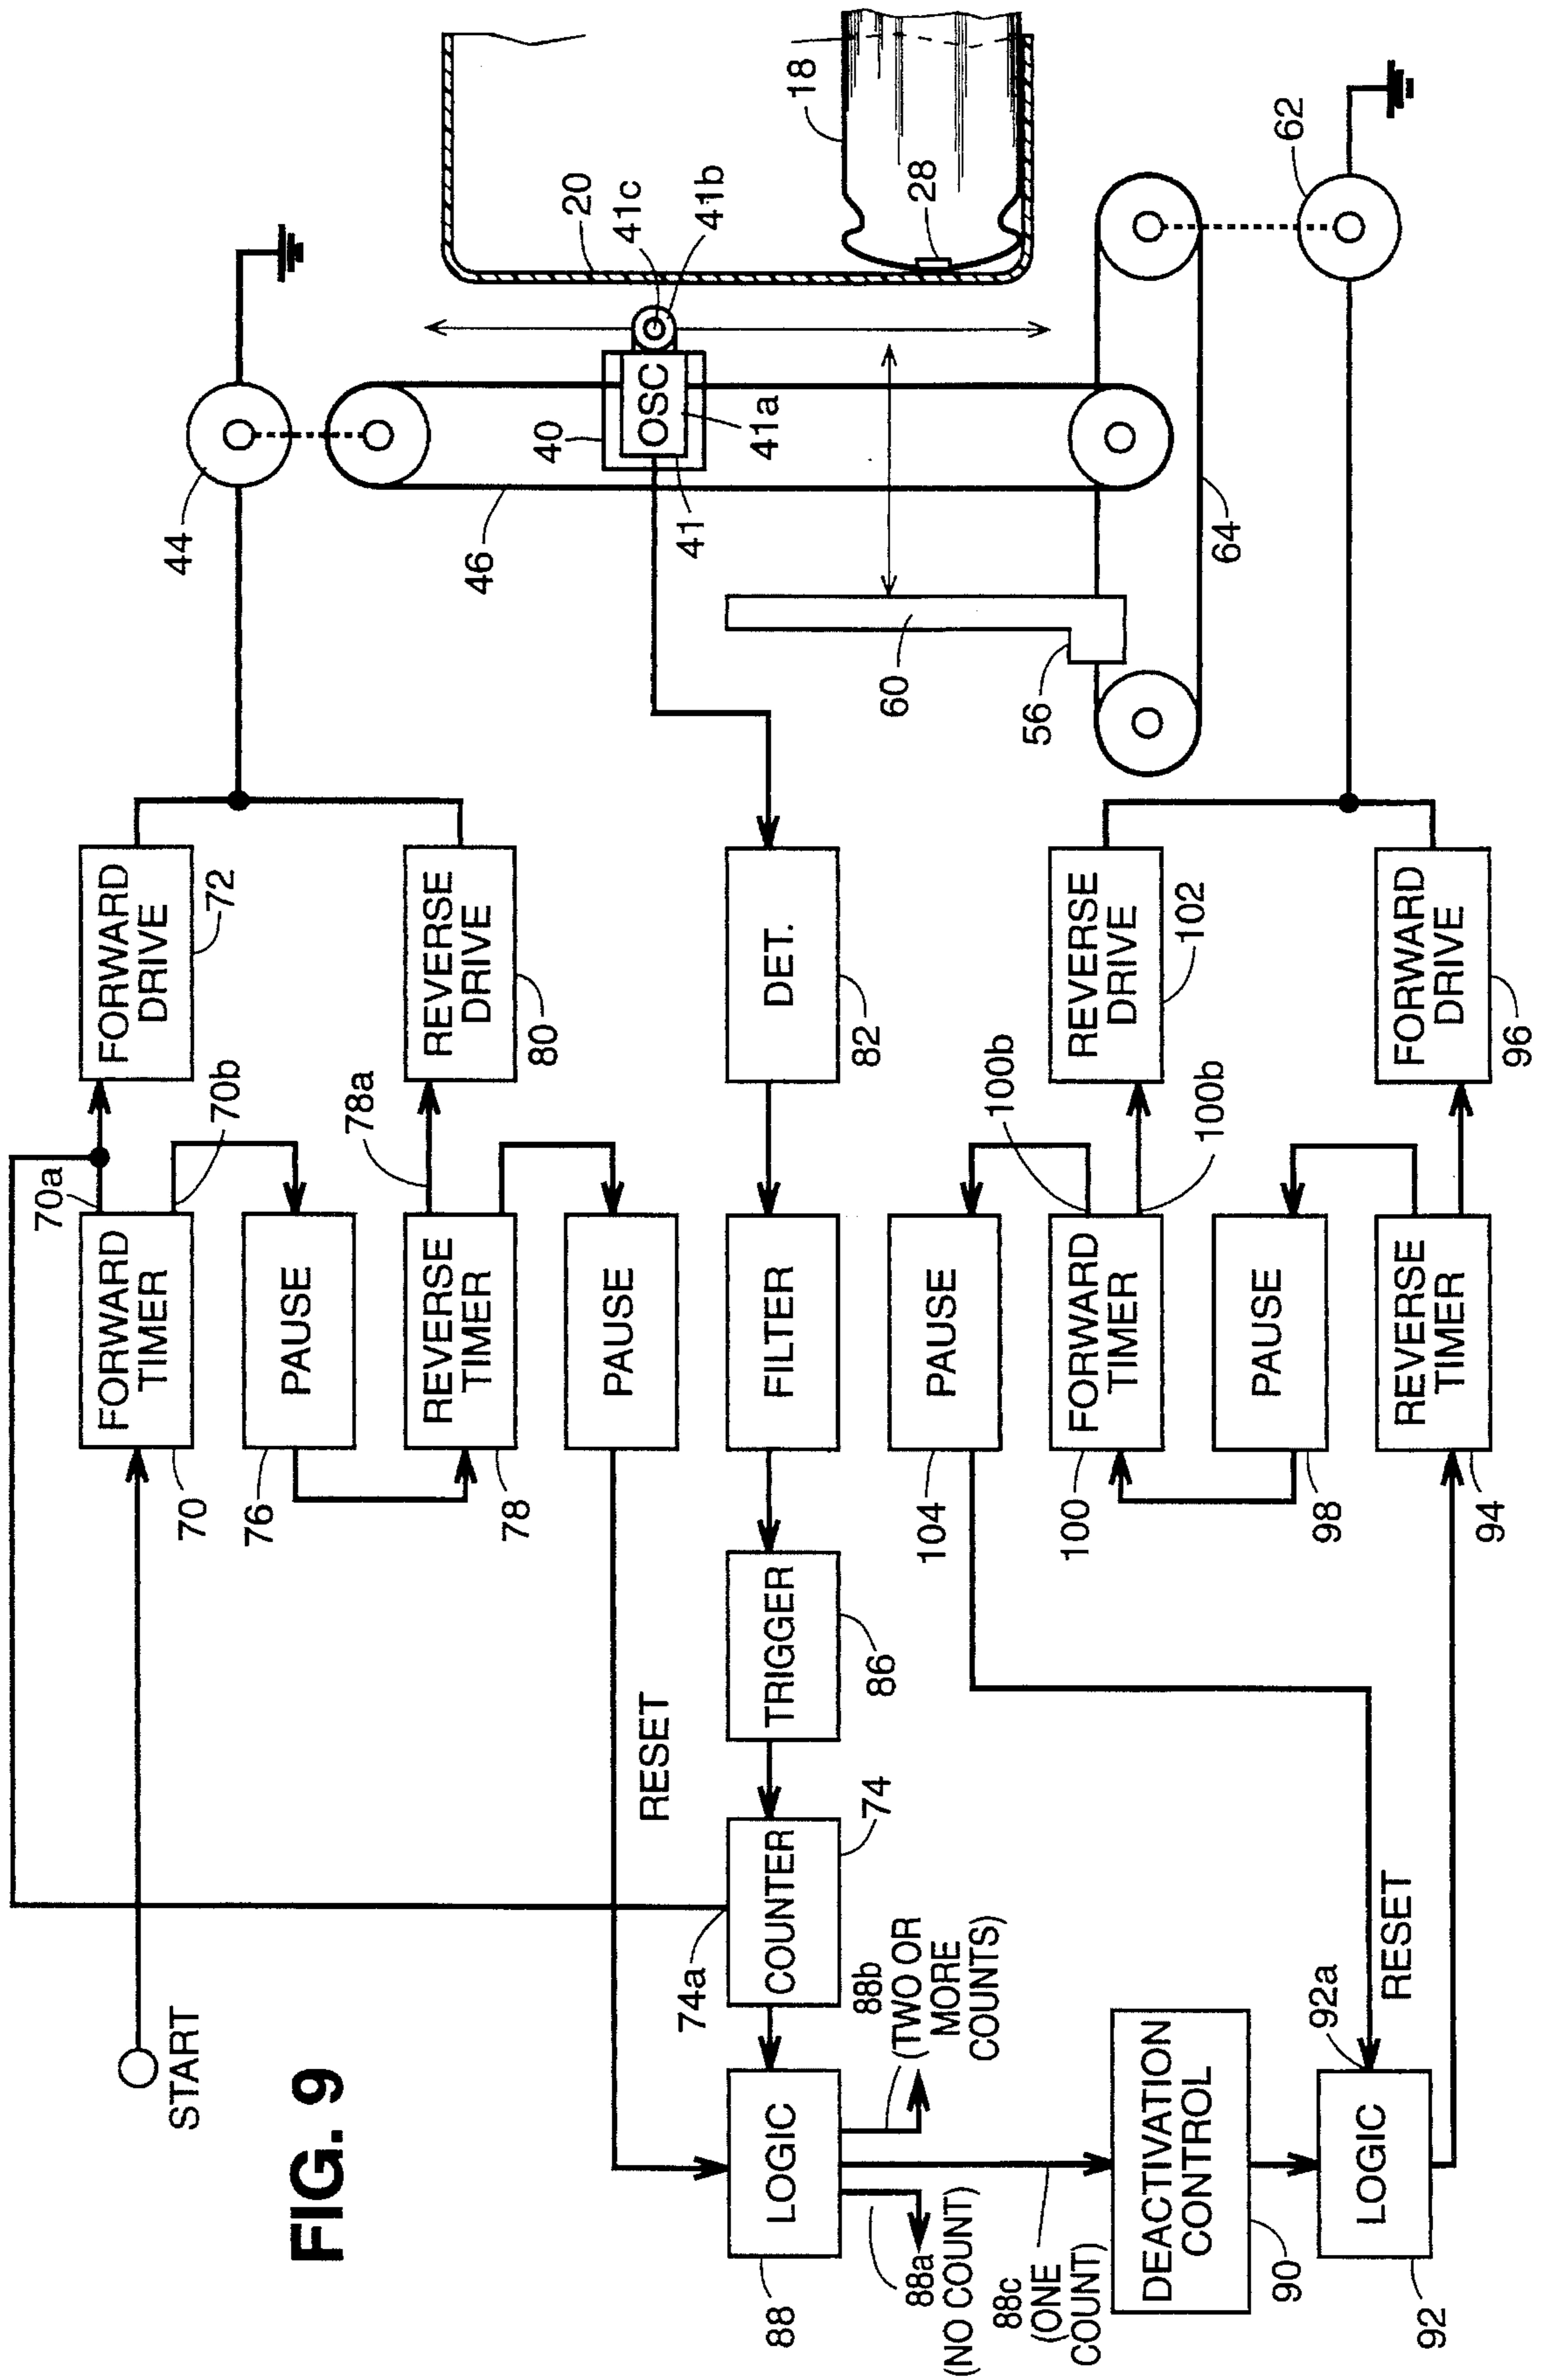 FIG. 9
START
70a
FORWARD
TIMER
70
70b
FORWARD
DRIVE
72
44
PAUSE
76
78a
REVERSE
TIMER
78
REVERSE
DRIVE
80
46
PAUSE
RESET
40
OSC
41
41a
41b
41c
20
18
28
LOGIC
88
COUNTER
74
74a
TRIGGER
86
FILTER
DET.
82
88a
(NO COUNT)
88b
(TWO OR
MORE
COUNTS)
88c
(ONE
COUNT)
60
56
64
62
PAUSE
104
100b
FORWARD
TIMER
100
100b
REVERSE
DRIVE
102
DEACTIVATION
CONTROL
90
PAUSE
98
LOGIC
92
92a
RESET
REVERSE
TIMER
94
FORWARD
DRIVE
96